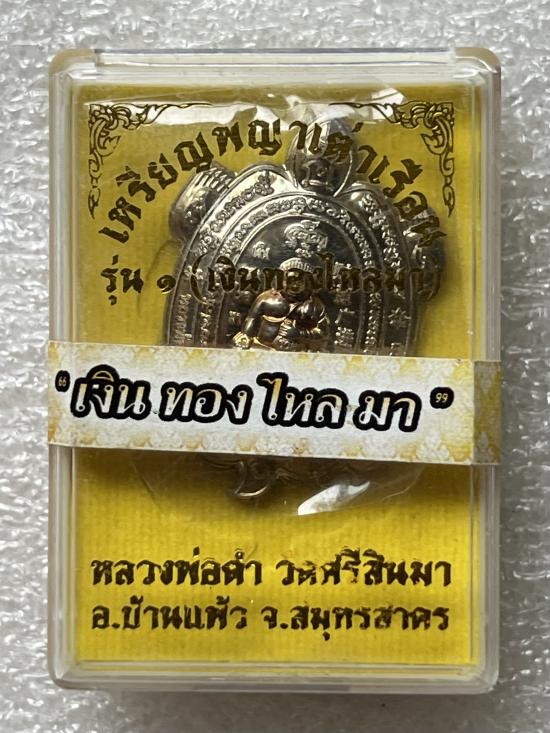 เหรียญพญาเต่าเรือน
รุ่น ๑ (เงินทองไหลมา)
“ เงิน ทอง ไหล มา ”
หลวงพ่อดำ วัดศรีสินมา
อ.บ้านแพ้ว จ.สมุทรสาคร